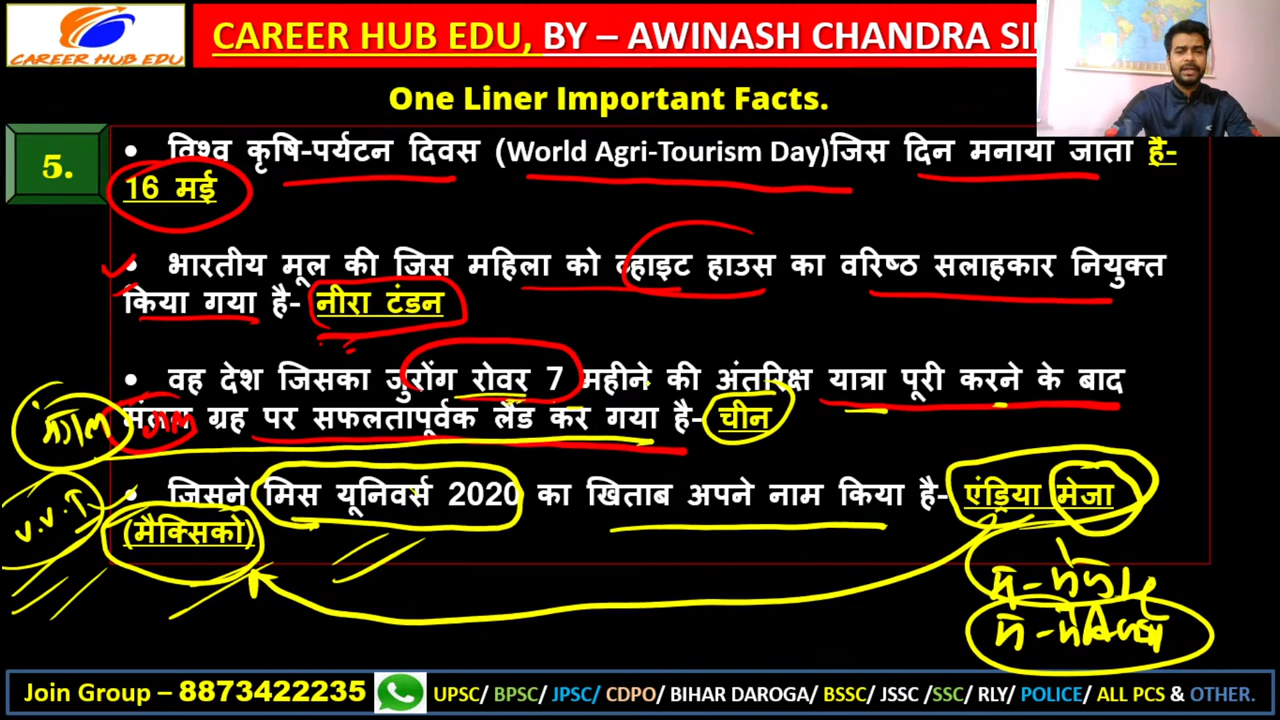 CAREER HUB EDU
CAREER HUB EDU, BY – AWINASH CHANDRA
One Liner Important Facts.
5.
• विश्व कृषि-पर्यटन दिवस (World Agri-Tourism Day)जिस दिन मनाया जाता है-
16 मई
• भारतीय मूल की जिस महिला को व्हाइट हाउस का वरिष्ठ सलाहकार नियुक्त
किया गया है- नीरा टंडन
• वह देश जिसका जुरोंग रोवर 7 महीने की अंतरिक्ष यात्रा पूरी करने के बाद
मंगल ग्रह पर सफलतापूर्वक लैंड कर गया है- चीन
• जिसने मिस यूनिवर्स 2020 का खिताब अपने नाम किया है- एंड्रिया मेजा
(मैक्सिको)
Join Group – 8873422235
UPSC/ BPSC/ JPSC/ CDPO/ BIHAR DAROGA/ BSSC/ JSSC /SSC/ RLY/ POLICE/ ALL PCS & OTHER.